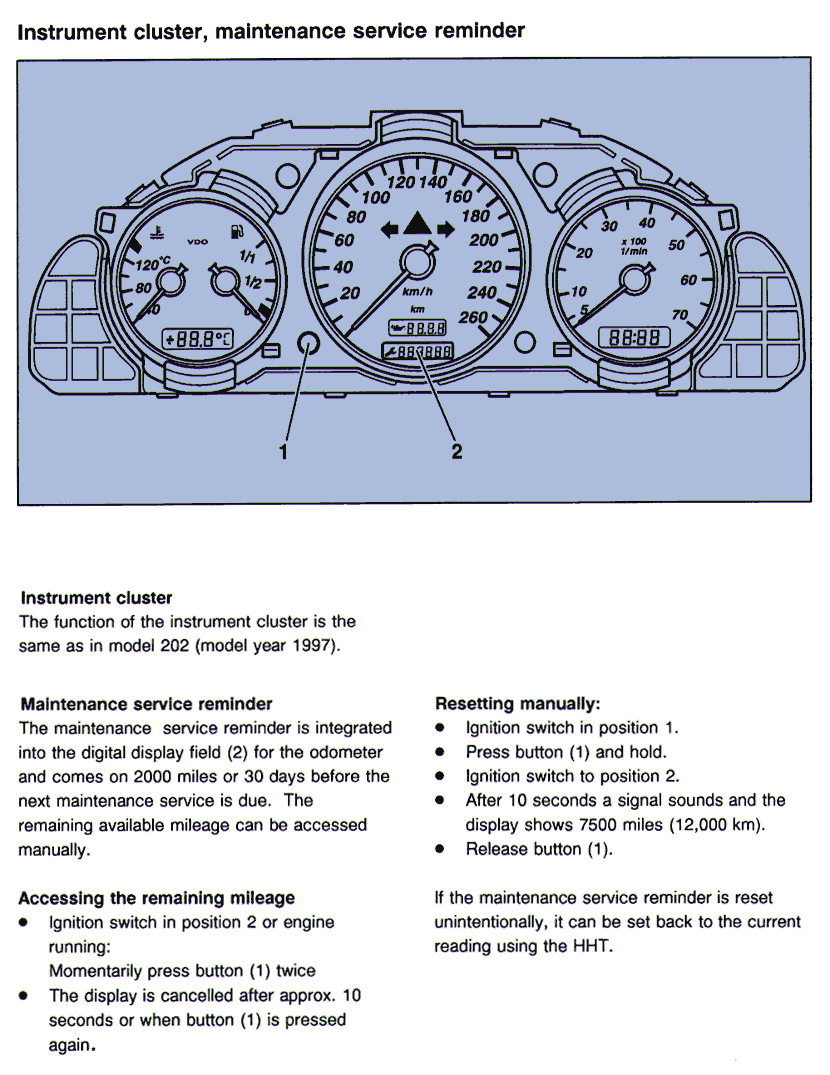 Instrument cluster, maintenance service reminder
120 140
100 160
80 180
60 200
40 220
20 240
260
km/h
km
88.8.8
888888
VDO
1/1
120°C
1/2
80
40
0
+88.8°C
30 40
x 100
1/min
20 50
60
10
5 70
88:88
1 2
Instrument cluster
The function of the instrument cluster is the
same as in model 202 (model year 1997).
Maintenance service reminder
The maintenance service reminder is integrated
into the digital display field (2) for the odometer
and comes on 2000 miles or 30 days before the
next maintenance service is due. The
remaining available mileage can be accessed
manually.
Accessing the remaining mileage
● Ignition switch in position 2 or engine
running:
Momentarily press button (1) twice
● The display is cancelled after approx. 10
seconds or when button (1) is pressed
again.
Resetting manually:
● Ignition switch in position 1.
● Press button (1) and hold.
● Ignition switch to position 2.
● After 10 seconds a signal sounds and the
display shows 7500 miles (12,000 km).
● Release button (1).
If the maintenance service reminder is reset
unintentionally, it can be set back to the current
reading using the HHT.